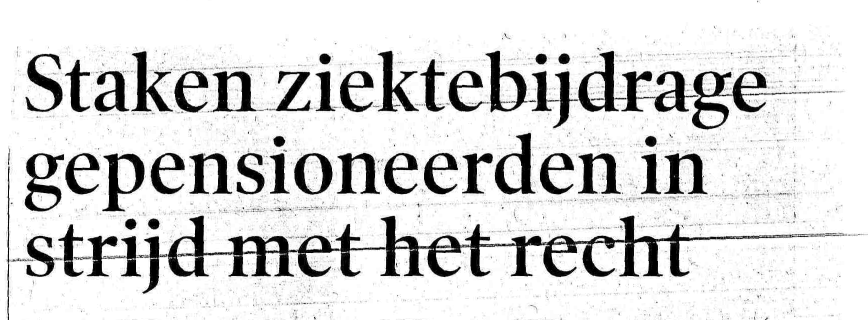 Staken ziektebijdrage
gepensioneerden in
strijd met het recht